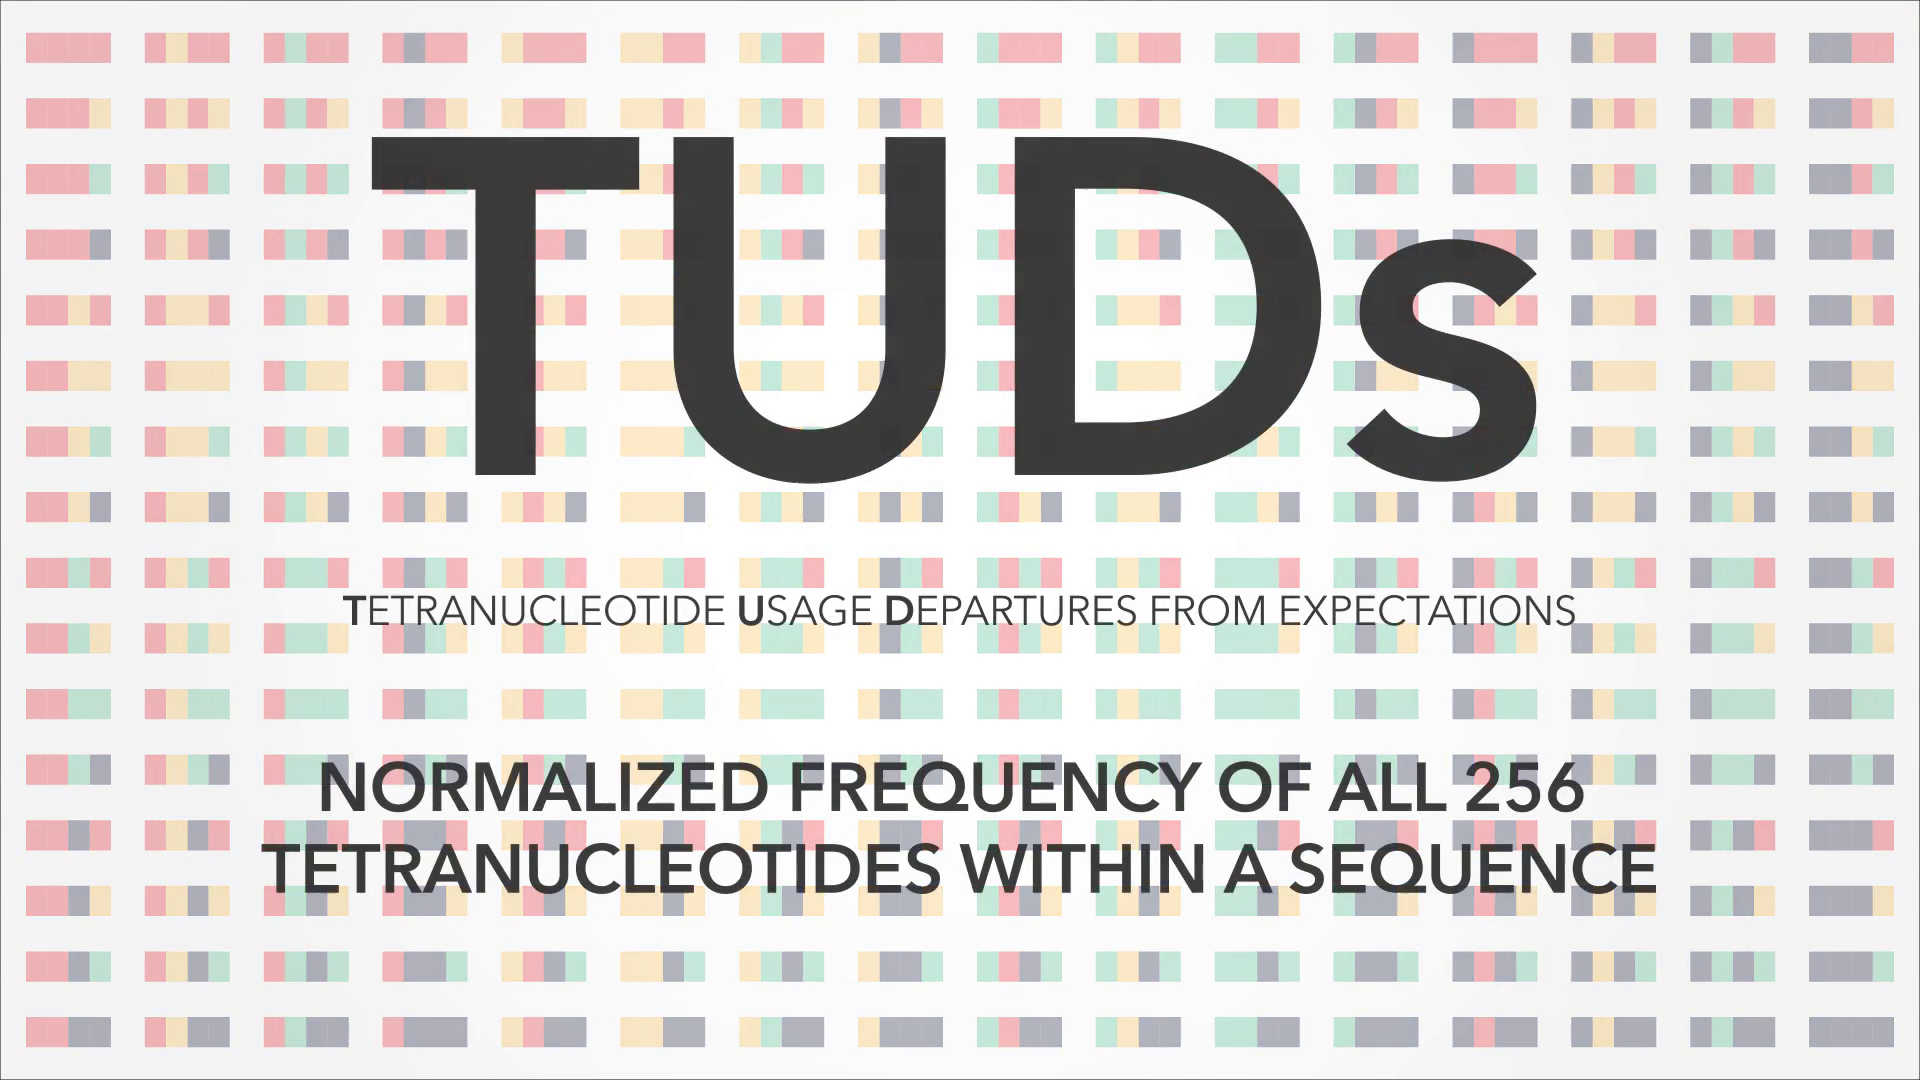 TUDs
TETRANUCLEOTIDE USAGE DEPARTURES FROM EXPECTATIONS
NORMALIZED FREQUENCY OF ALL 256
TETRANUCLEOTIDES WITHIN A SEQUENCE